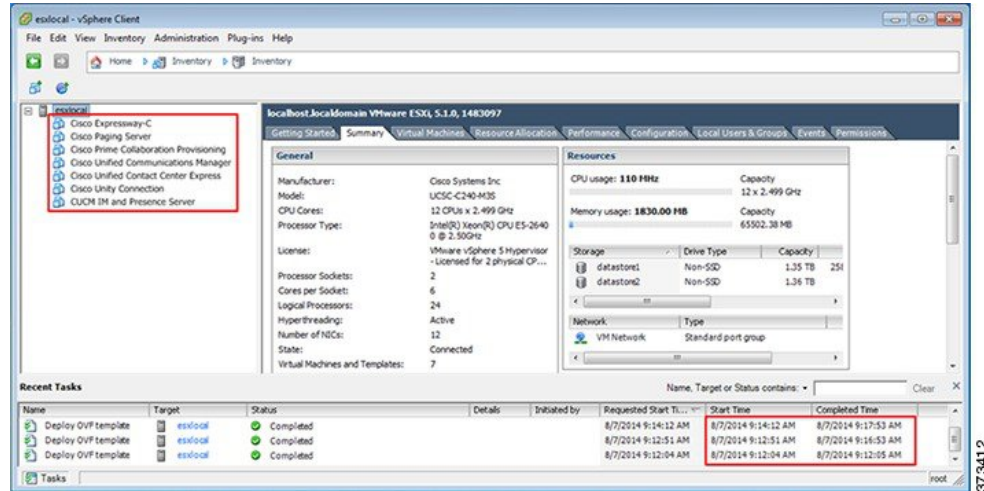 esxlocal - vSphere Client
File Edit View Inventory Administration Plug-ins Help
Home Inventory Inventory
esxlocal
Cisco Expressway-C
Cisco Paging Server
Cisco Prime Collaboration Provisioning
Cisco Unified Communications Manager
Cisco Unified Contact Center Express
Cisco Unity Connection
CUCM IM and Presence Server
localhost.localdomain VMware ESXi, 5.1.0, 1483097
Getting Started Summary Virtual Machines Resource Allocation Performance Configuration Local Users & Groups Events Permissions
General
Manufacturer: Cisco Systems Inc
Model: UCSC-C240-M3S
CPU Cores: 12 CPUs x 2.499 GHz
Processor Type: Intel(R) Xeon(R) CPU E5-2640
0 @ 2.50GHz
License: VMware vSphere 5 Hypervisor
- Licensed for 2 physical CP...
Processor Sockets: 2
Cores per Socket: 6
Logical Processors: 24
Hyperthreading: Active
Number of NICs: 12
State: Connected
Virtual Machines and Templates: 7
Resources
CPU usage: 110 MHz Capacity
12 x 2.499 GHz
Memory usage: 1830.00 MB Capacity
65502.38 MB
Storage Drive Type Capacity
datastore1 Non-SSD 1.35 TB 258
datastore2 Non-SSD 1.36 TB
Network Type
VM Network Standard port group
Recent Tasks Name, Target or Status contains: Clear
Name Target Status Details Initiated by Requested Start Ti... Start Time Completed Time
Deploy OVF template esxlocal Completed 8/7/2014 9:14:12 AM 8/7/2014 9:14:12 AM 8/7/2014 9:17:53 AM
Deploy OVF template esxlocal Completed 8/7/2014 9:12:51 AM 8/7/2014 9:12:51 AM 8/7/2014 9:16:53 AM
Deploy OVF template esxlocal Completed 8/7/2014 9:12:04 AM 8/7/2014 9:12:04 AM 8/7/2014 9:12:05 AM
Tasks root
373412